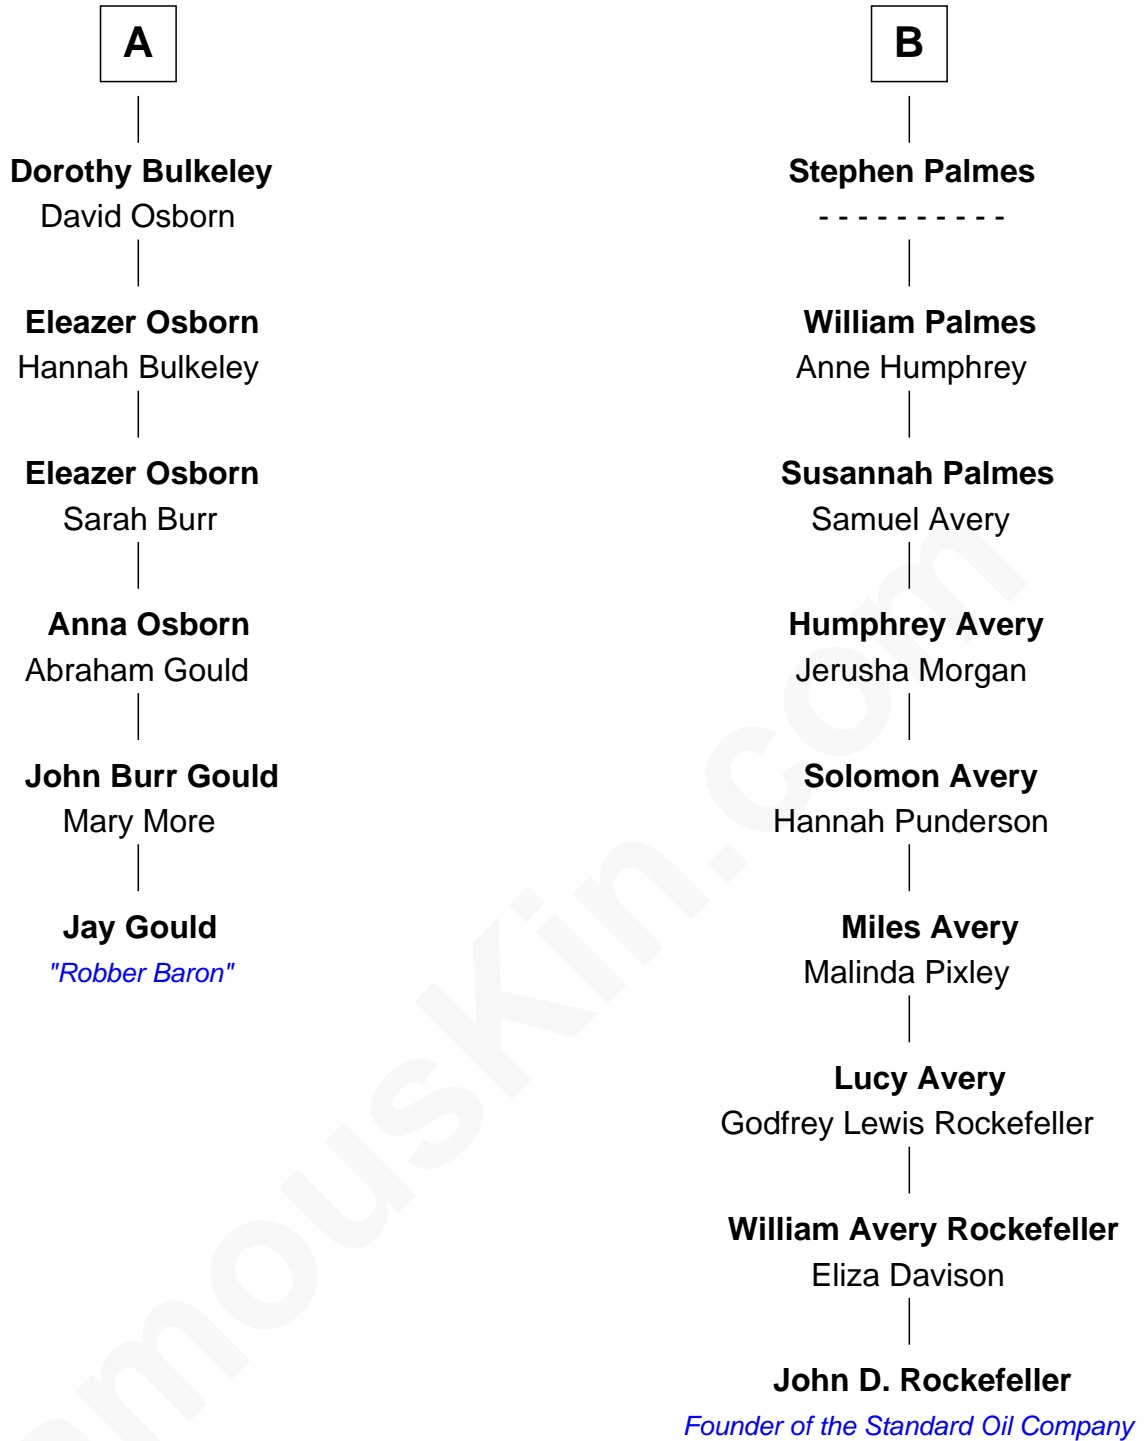 A
Dorothy Bulkeley
David Osborn
Eleazer Osborn
Hannah Bulkeley
Eleazer Osborn
Sarah Burr
Anna Osborn
Abraham Gould
John Burr Gould
Mary More
Jay Gould
"Robber Baron"
B
Stephen Palmes
- - - - - - - - - -
William Palmes
Anne Humphrey
Susannah Palmes
Samuel Avery
Humphrey Avery
Jerusha Morgan
Solomon Avery
Hannah Punderson
Miles Avery
Malinda Pixley
Lucy Avery
Godfrey Lewis Rockefeller
William Avery Rockefeller
Eliza Davison
John D. Rockefeller
Founder of the Standard Oil Company
amouskin.com